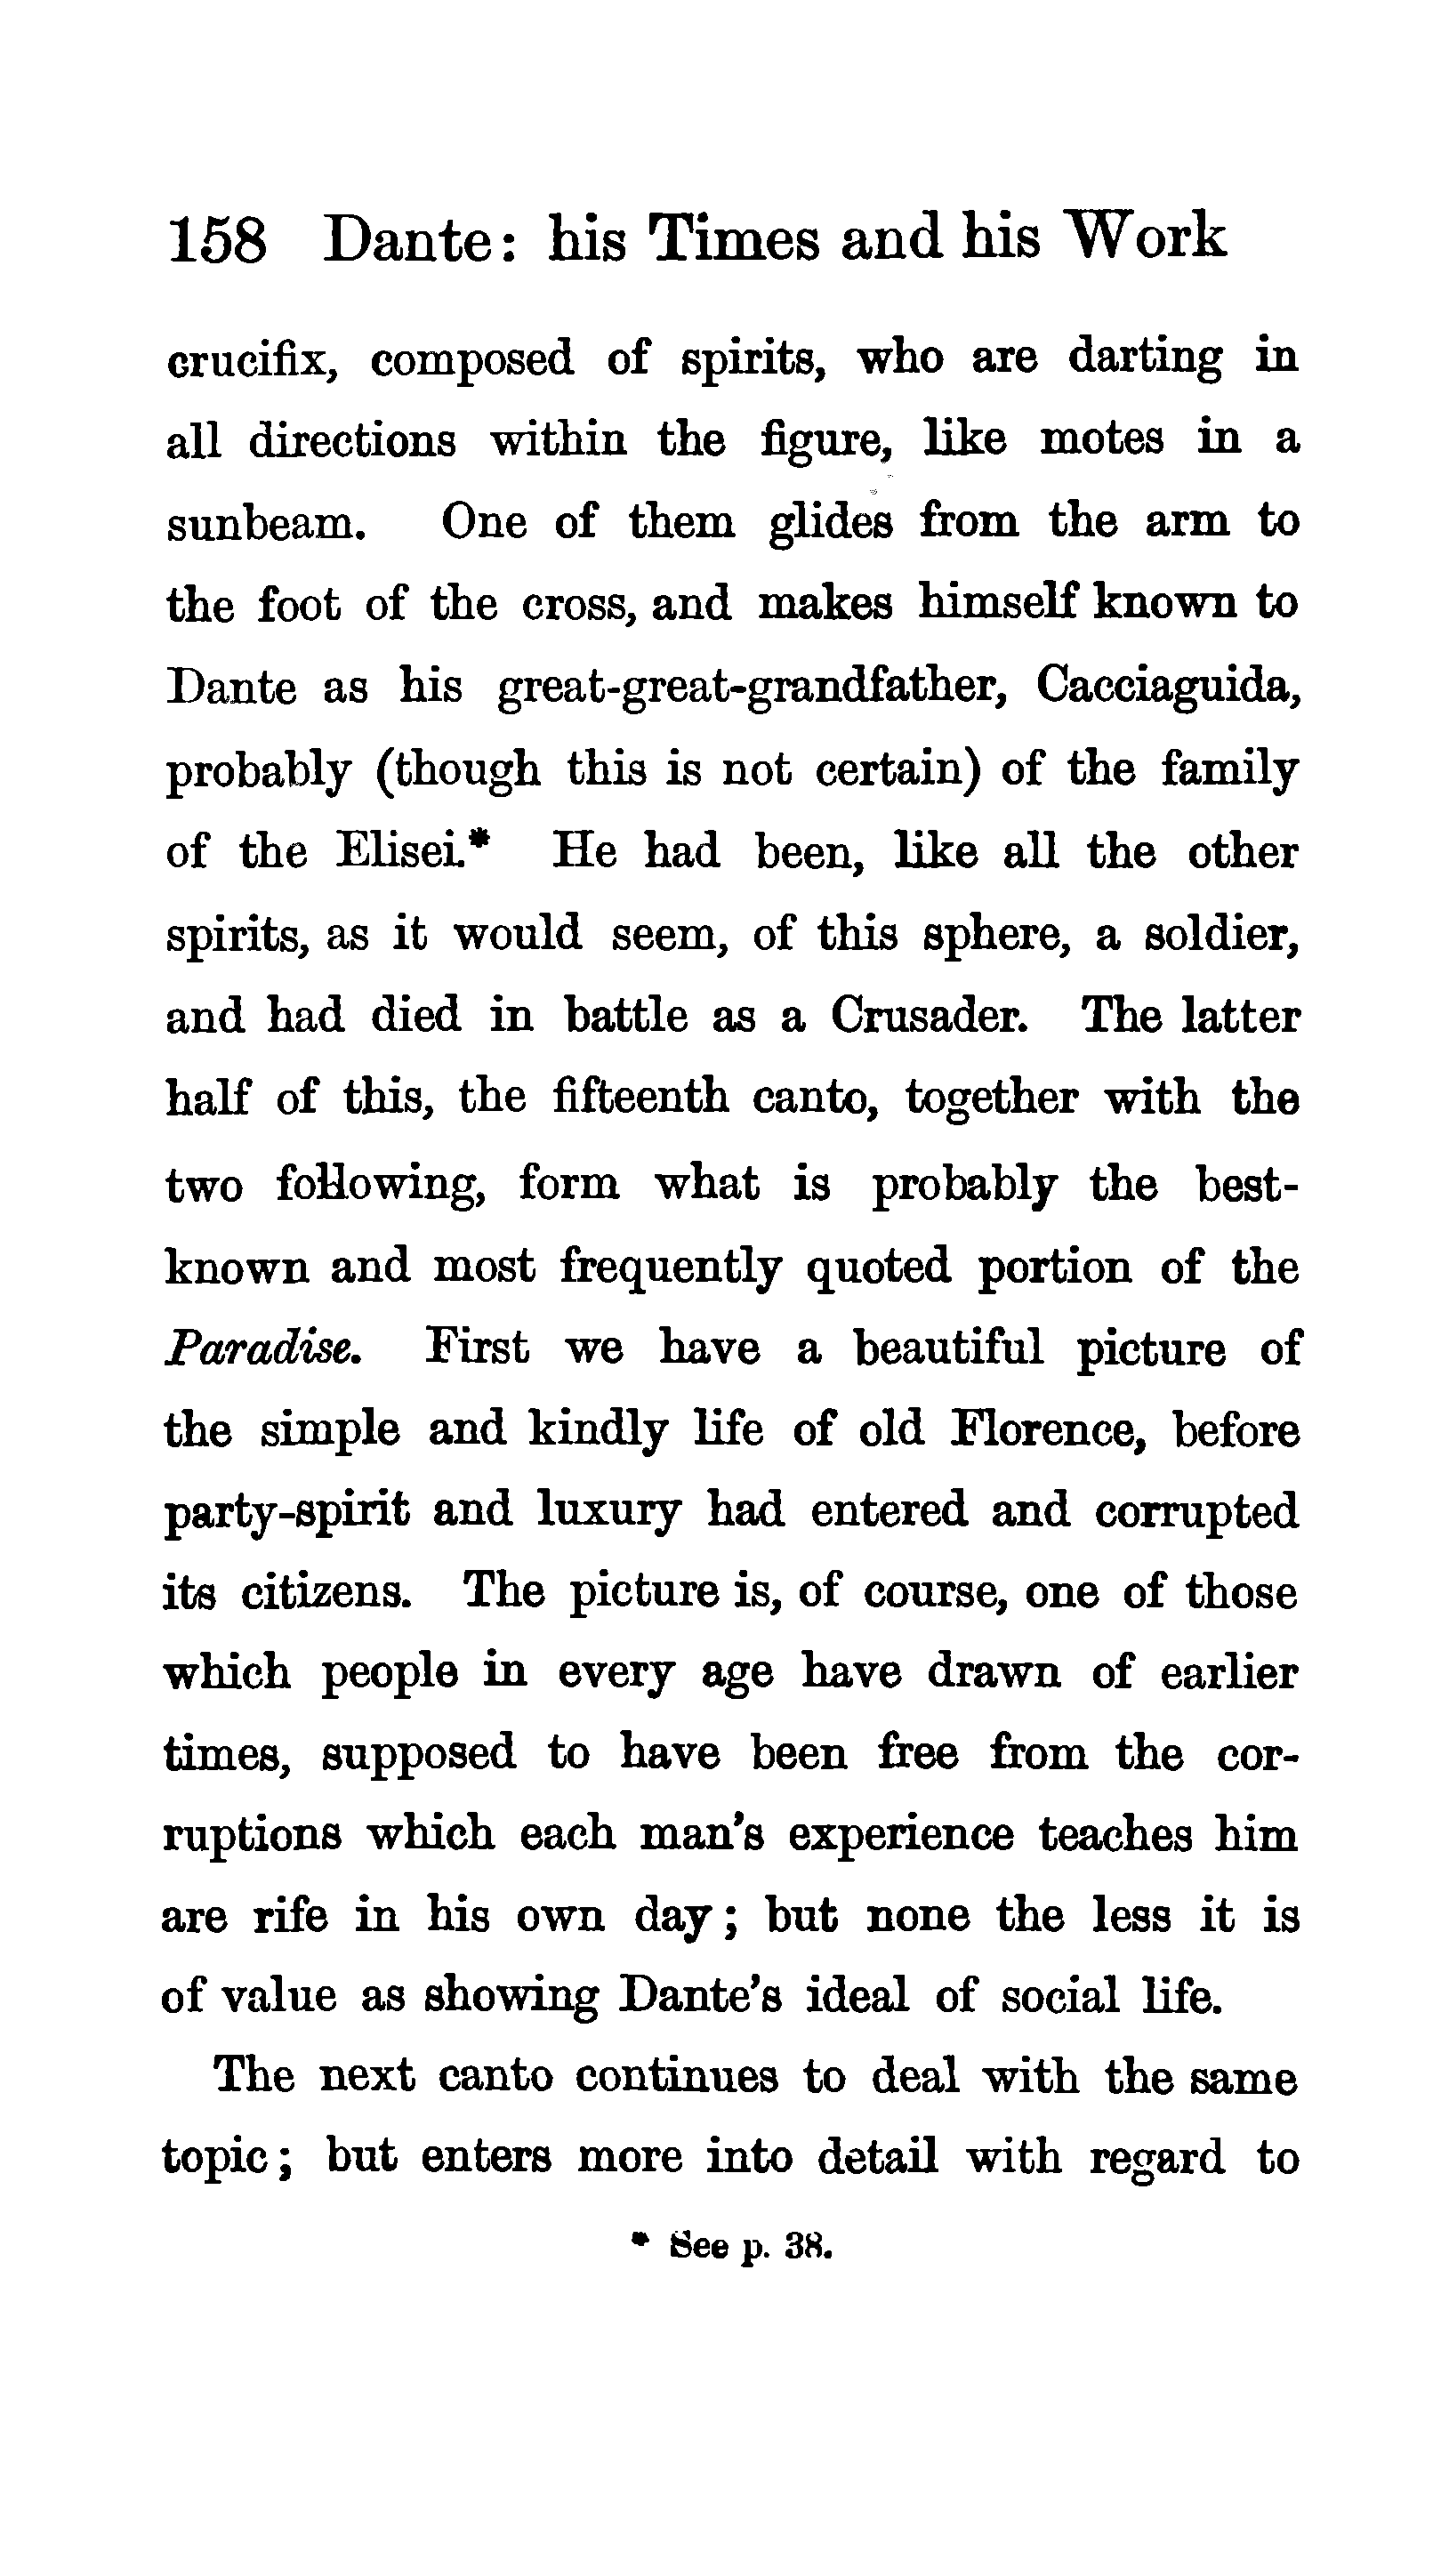 158 Dante: his Times and his Work
crucifix, composed of spirits, who are darting in
all directions within the figure, like motes in a
sunbeam. One of them glides from the arm to
the foot of the cross, and makes himself known to
Dante as his great-great-grandfather, Cacciaguida,
probably (though this is not certain) of the family
of the Elisei.* He had been, like all the other
spirits, as it would seem, of this sphere, a soldier,
and had died in battle as a Crusader. The latter
half of this, the fifteenth canto, together with the
two following, form what is probably the best-
known and most frequently quoted portion of the
Paradise. First we have a beautiful picture of
the simple and kindly life of old Florence, before
party-spirit and luxury had entered and corrupted
its citizens. The picture is, of course, one of those
which people in every age have drawn of earlier
times, supposed to have been free from the cor-
ruptions which each man's experience teaches him
are rife in his own day; but none the less it is
of value as showing Dante's ideal of social life.
The next canto continues to deal with the same
topic; but enters more into detail with regard to
* See p. 38.